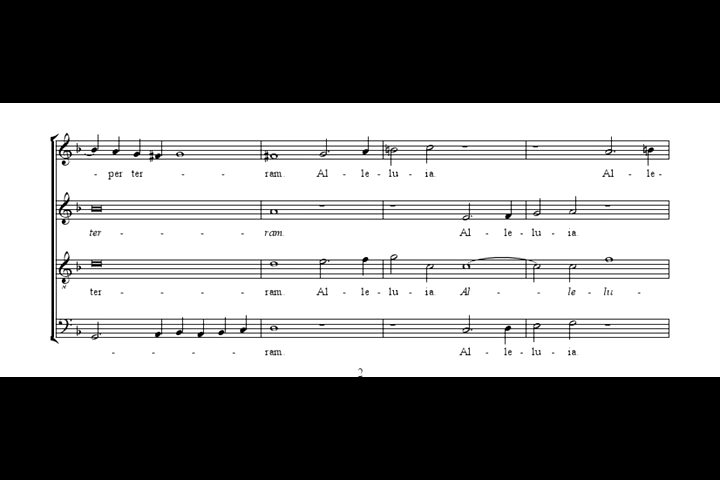 - per ter - - - ram. Al - le - lu - ia. Al - le -
ter - - - ram. Al - le - lu - ia.
ter - - - ram. Al - le - lu - ia. Al - - le - lu -
- - - ram. Al - le - lu - ia.
2